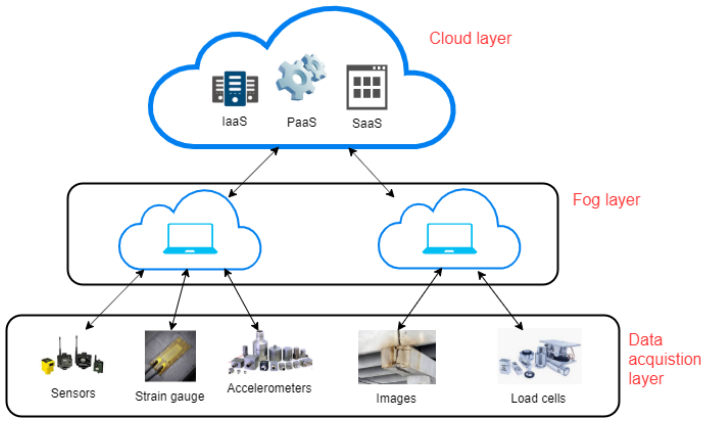 Cloud layer
IaaS
PaaS
SaaS
Fog layer
Data
acquistion
layer
Sensors
Strain gauge
Accelerometers
Images
Load cells